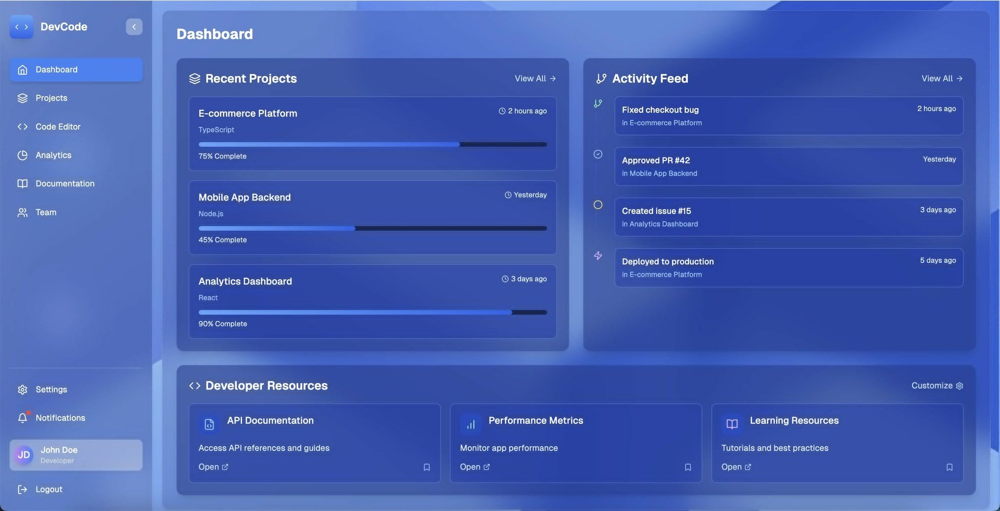 DevCode
Dashboard
Projects
Code Editor
Analytics
Documentation
Team
Settings
Notifications
JD
John Doe
Developer
Logout
Dashboard
Recent Projects
View All
E-commerce Platform
2 hours ago
TypeScript
75% Complete
Mobile App Backend
Yesterday
Node.js
45% Complete
Analytics Dashboard
3 days ago
React
90% Complete
Activity Feed
View All
Fixed checkout bug
2 hours ago
in E-commerce Platform
Approved PR #42
Yesterday
in Mobile App Backend
Created issue #15
3 days ago
in Analytics Dashboard
Deployed to production
5 days ago
in E-commerce Platform
Developer Resources
Customize
API Documentation
Access API references and guides
Open
Performance Metrics
Monitor app performance
Open
Learning Resources
Tutorials and best practices
Open